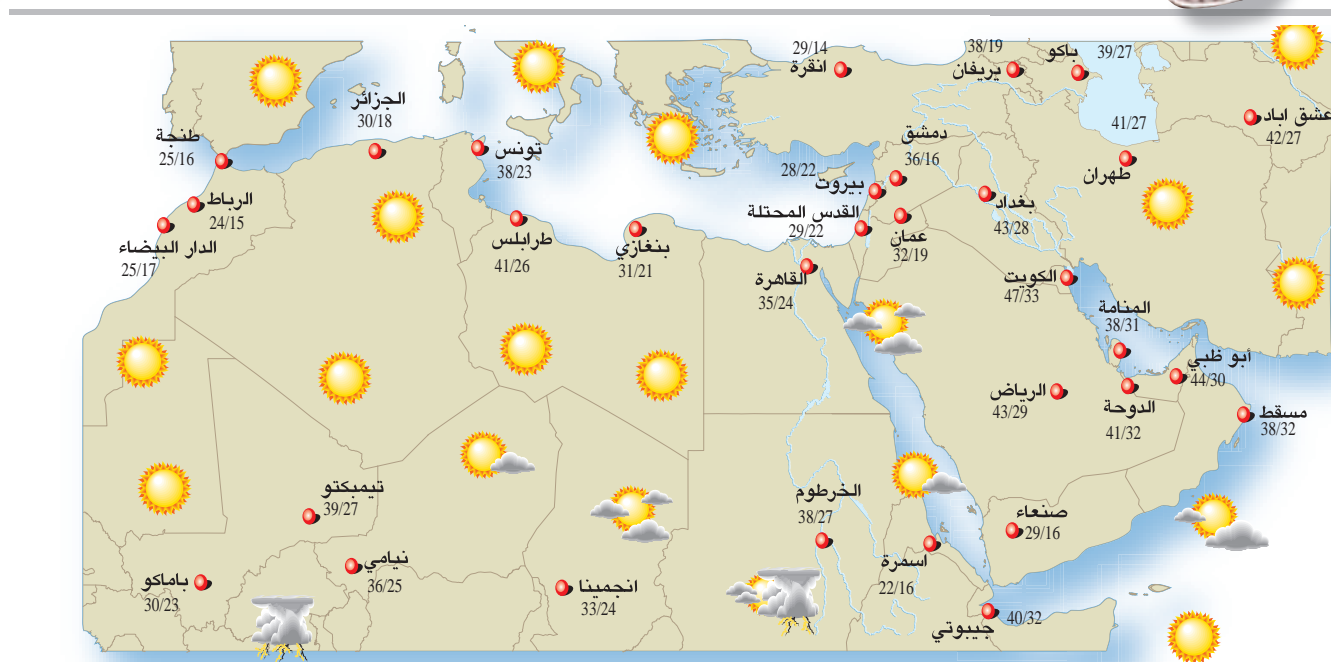 باكو
39/27
38/19
يريفان
29/14
انقرة
عشق اباد
42/27
41/27
طهران
دمشق
36/16
28/22
بيروت
بغداد
43/28
القدس المحتلة
29/22
عمان
32/19
الجزائر
30/18
طنجة
25/16
تونس
38/23
الرباط
24/15
الدار البيضاء
25/17
طرابلس
41/26
بنغازي
31/21
القاهرة
35/24
الكويت
47/33
المنامة
38/31
أبو ظبي
44/30
الرياض
43/29
الدوحة
41/32
مسقط
38/32
الخرطوم
38/27
صنعاء
29/16
اسمرة
22/16
جيبوتي
40/32
تيمبكتو
39/27
نيامي
36/25
باماكو
30/23
انجمينا
33/24